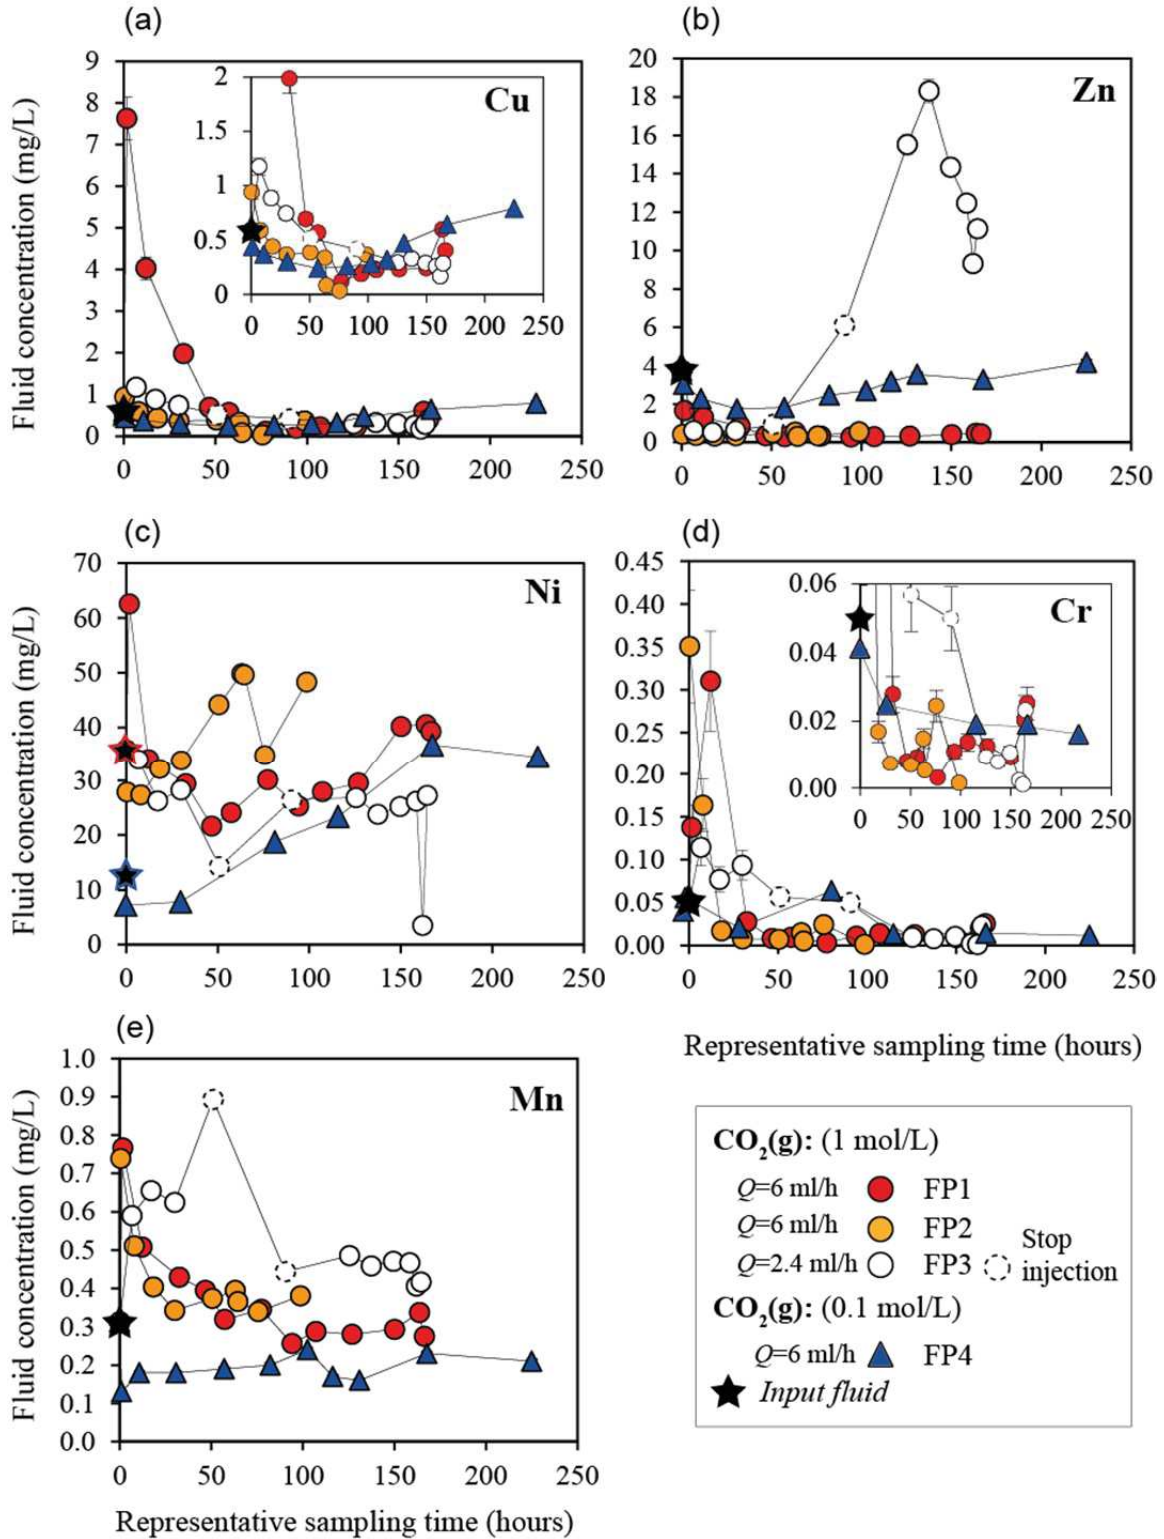 (a)
Fluid concentration (mg/L)
9
8
7
6
5
4
3
2
1
0
0 50 100 150 200 250
Cu
2
1.5
1
0.5
0
0 50 100 150 200 250
(b)
Zn
20
18
16
14
12
10
8
6
4
2
0
0 50 100 150 200 250
(c)
Fluid concentration (mg/L)
Ni
70
60
50
40
30
20
10
0
0 50 100 150 200 250
(d)
0.45
0.40
0.35
0.30
0.25
0.20
0.15
0.10
0.05
0.00
0 50 100 150 200 250
Cr
0.06
0.04
0.02
0.00
0 50 100 150 200 250
Representative sampling time (hours)
(e)
Fluid concentration (mg/L)
Mn
1.0
0.9
0.8
0.7
0.6
0.5
0.4
0.3
0.2
0.1
0.0
0 50 100 150 200 250
Representative sampling time (hours)
CO2(g): (1 mol/L)
Q=6 ml/h FP1
Q=6 ml/h FP2
Q=2.4 ml/h FP3
Stop
injection
CO2(g): (0.1 mol/L)
Q=6 ml/h FP4
Input fluid